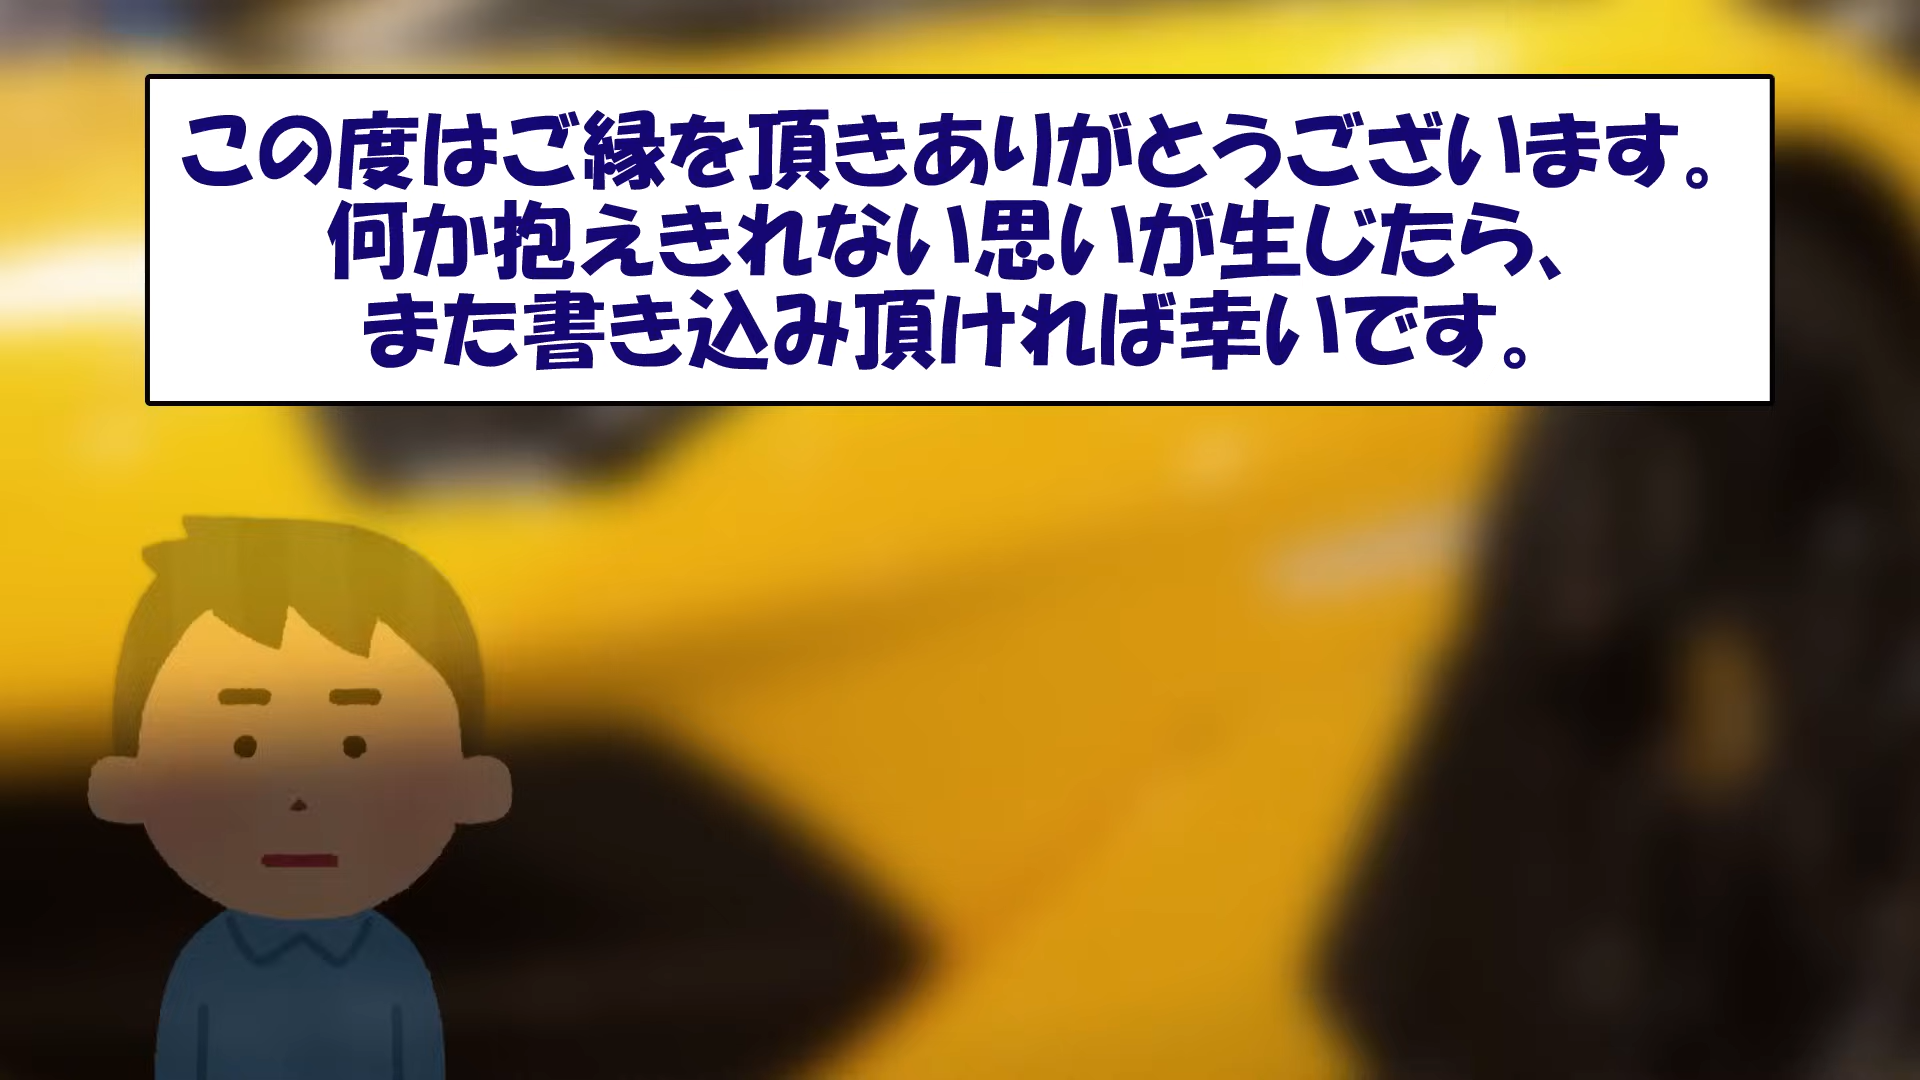 この度はご縁を頂きありがとうございます。
何か抱えきれない思いが生じたら、
また書き込み頂ければ幸いです。